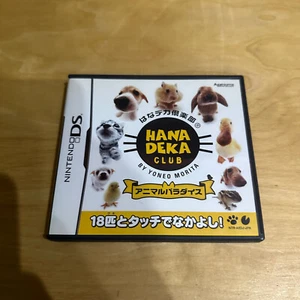 はなデカ倶楽部
HANA
DEKA
CLUB
BY YONEO MORITA
アニマルパラダイス
18匹とタッチでなかよし!
NINTENDO DS